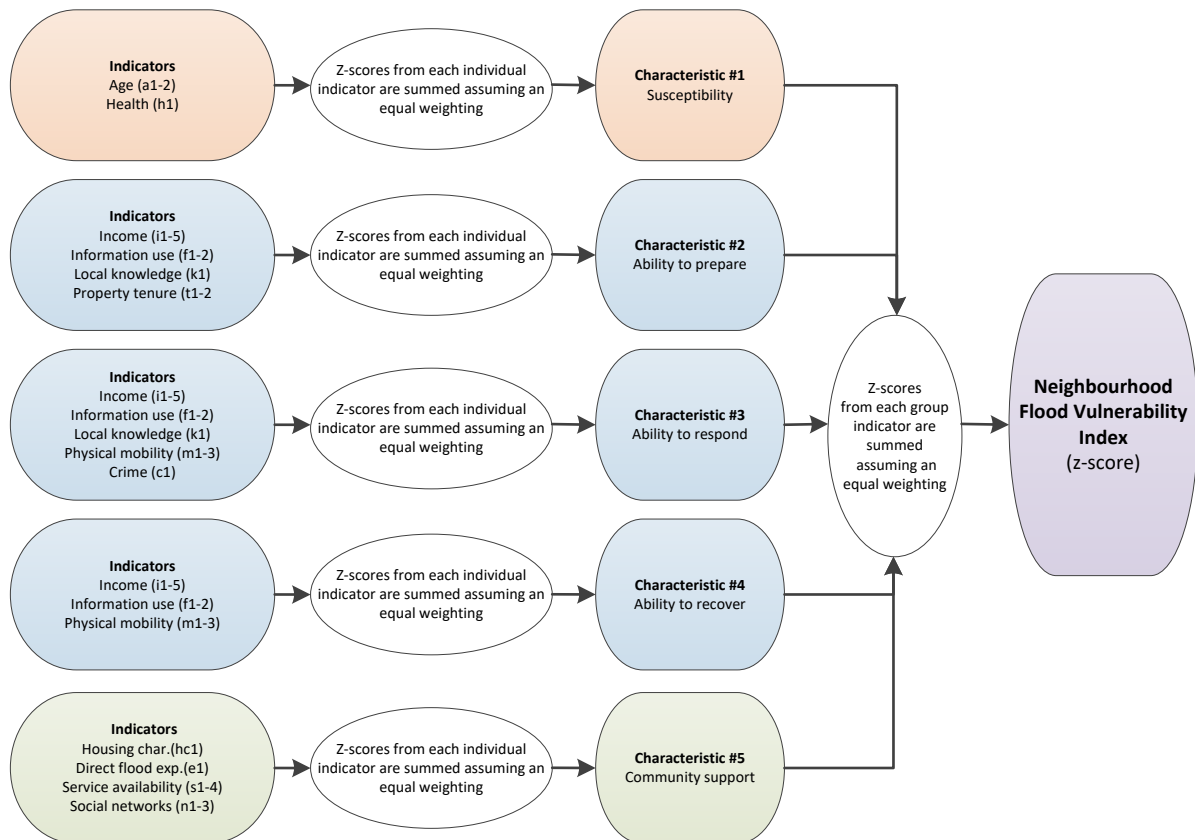 Indicators
Age (a1-2)
Health (h1)
Z-scores from each individual
indicator are summed assuming an
equal weighting
Characteristic #1
Susceptibility
Indicators
Income (i1-5)
Information use (f1-2)
Local knowledge (k1)
Property tenure (t1-2
Z-scores from each individual
indicator are summed assuming an
equal weighting
Characteristic #2
Ability to prepare
Indicators
Income (i1-5)
Information use (f1-2)
Local knowledge (k1)
Physical mobility (m1-3)
Crime (c1)
Z-scores from each individual
indicator are summed assuming an
equal weighting
Characteristic #3
Ability to respond
Z-scores
from each group
indicator are
summed
assuming an
equal weighting
Neighbourhood
Flood Vulnerability
Index
(z-score)
Indicators
Income (i1-5)
Information use (f1-2)
Physical mobility (m1-3)
Z-scores from each individual
indicator are summed assuming an
equal weighting
Characteristic #4
Ability to recover
Indicators
Housing char.(hc1)
Direct flood exp.(e1)
Service availability (s1-4)
Social networks (n1-3)
Z-scores from each individual
indicator are summed assuming an
equal weighting
Characteristic #5
Community support